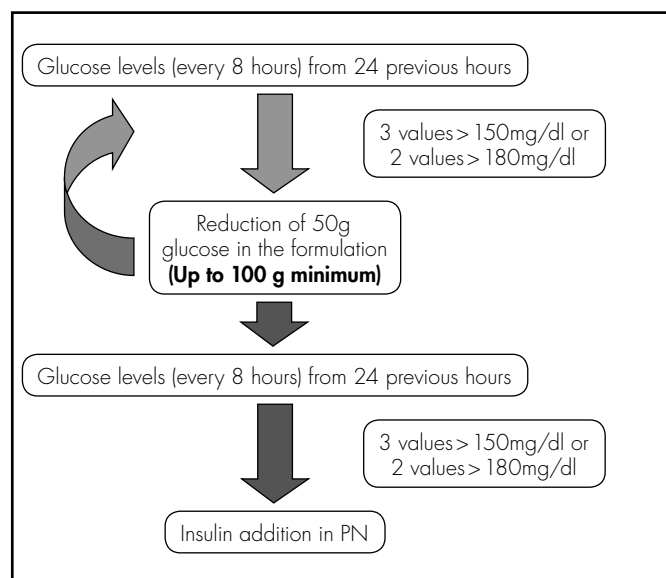 Glucose levels (every 8 hours) from 24 previous hours
3 values > 150mg/dl or
2 values > 180mg/dl
Reduction of 50g
glucose in the formulation
(Up to 100 g minimum)
Glucose levels (every 8 hours) from 24 previous hours
3 values > 150mg/dl or
2 values > 180mg/dl
Insulin addition in PN